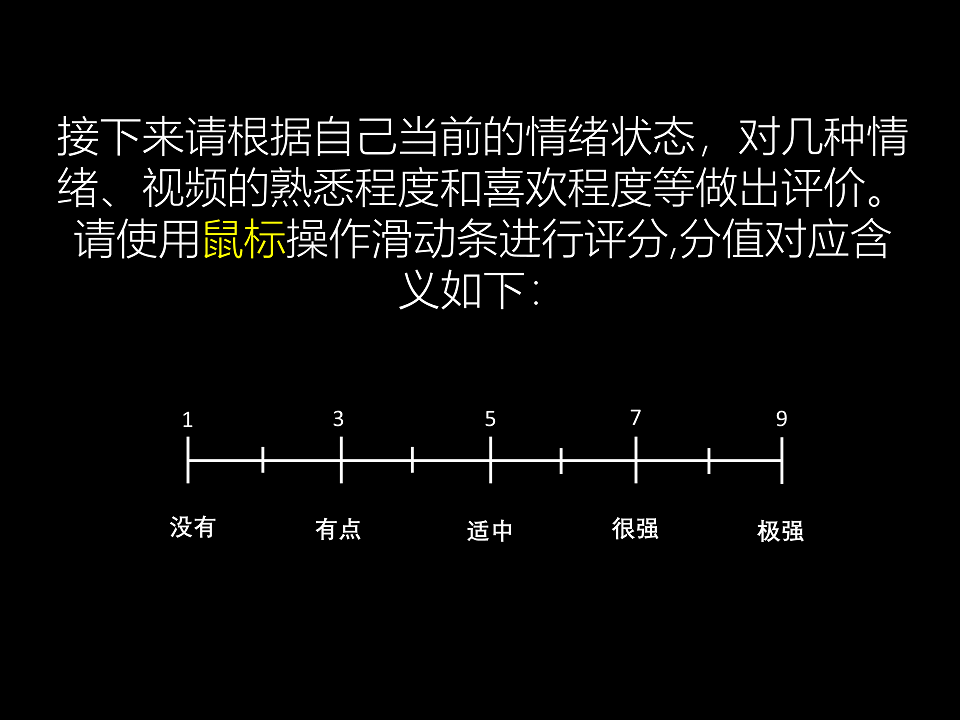 接下来请根据自己当前的情绪状态，对几种情
绪、视频的熟悉程度和喜欢程度等做出评价。
请使用鼠标操作滑动条进行评分,分值对应含
义如下：
1 3 5 7 9
没有 有点 适中 很强 极强